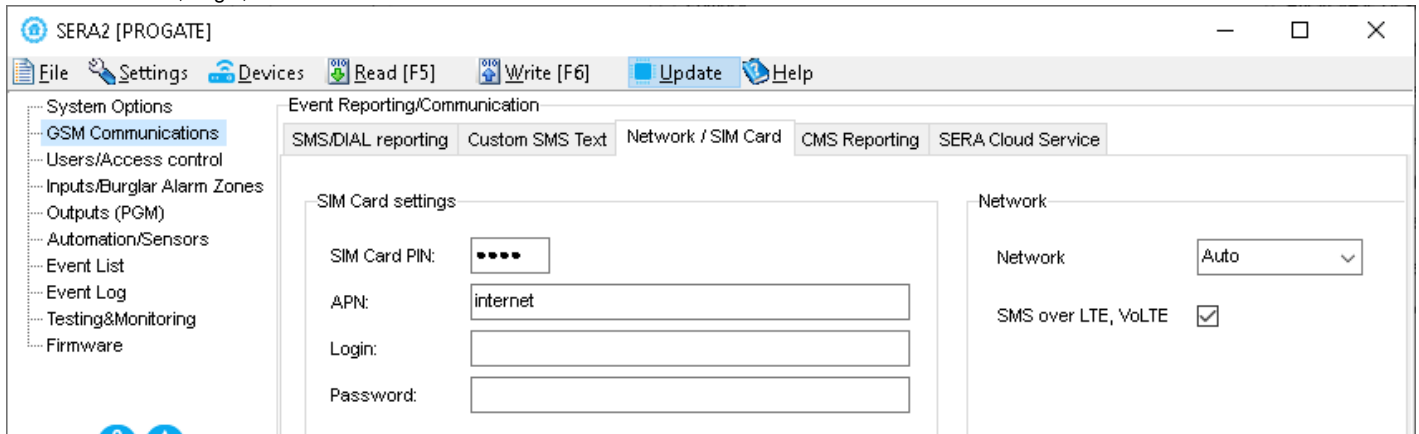 SERA2 [PROGATE]
File Settings Devices Read [F5] Write [F6] Update Help
System Options
GSM Communications
Users/Access control
Inputs/Burglar Alarm Zones
Outputs (PGM)
Automation/Sensors
Event List
Event Log
Testing&Monitoring
Firmware
Event Reporting/Communication
SMS/DIAL reporting Custom SMS Text Network / SIM Card CMS Reporting SERA Cloud Service
SIM Card settings
SIM Card PIN: ••••
APN: internet
Login:
Password:
Network
Network Auto
SMS over LTE, VoLTE